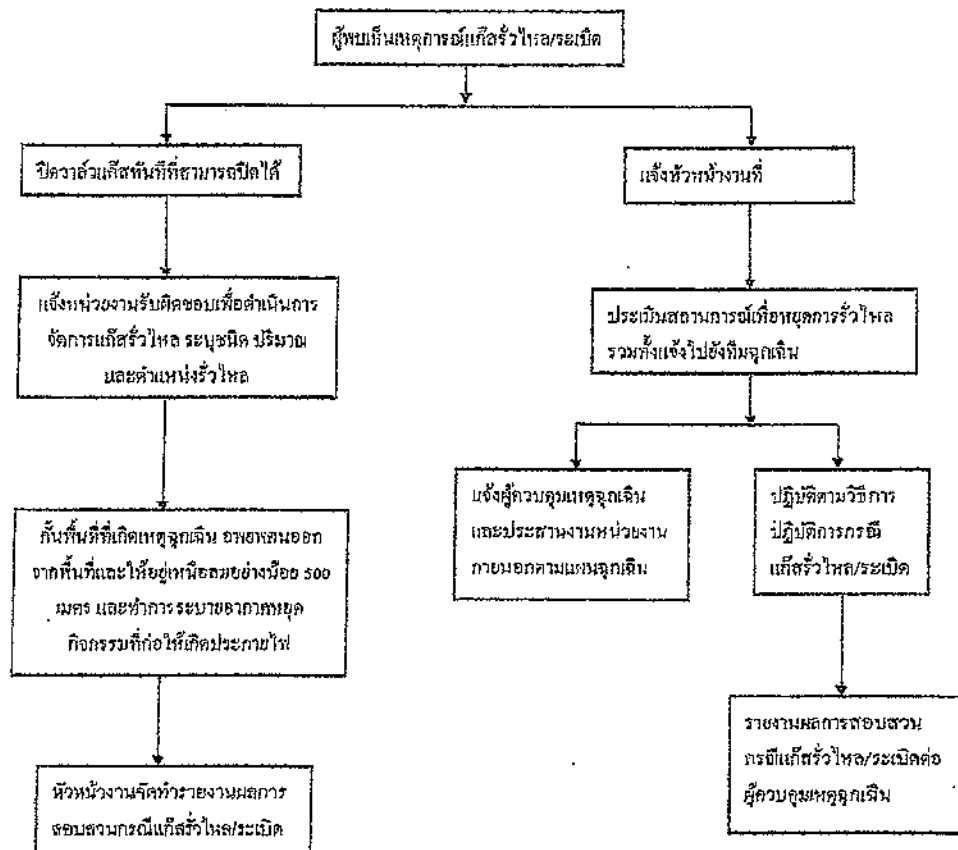 ผู้พบเห็นเหตุการณ์แก๊สรั่วไหล/ระเบิด
ปิดวาล์วแก๊สทันทีที่สามารถปิดได้
แจ้งหัวหน้างานที่
แจ้งหน่วยงานรับผิดชอบเพื่อดำเนินการ
จัดการแก๊สรั่วไหล ระบุชนิด ปริมาณ
และตำแหน่งรั่วไหล
ประเมินสถานการณ์เพื่อหยุดการรั่วไหล
รวมทั้งแจ้งไปยังทีมฉุกเฉิน
แจ้งผู้ควบคุมเหตุฉุกเฉิน
และประสานงานหน่วยงาน
ภายนอกตามแผนฉุกเฉิน
ปฏิบัติตามวิธีการ
ปฏิบัติการกรณี
แก๊สรั่วไหล/ระเบิด
กั้นพื้นที่ที่เกิดเหตุฉุกเฉิน อพยพคนออก
จากพื้นที่และให้อยู่เหนือลมอย่างน้อย 500
เมตร และทำการระบายอากาศหยุด
กิจกรรมที่ก่อให้เกิดประกายไฟ
รายงานผลการสอบสวน
กรณีแก๊สรั่วไหล/ระเบิดต่อ
ผู้ควบคุมเหตุฉุกเฉิน
หัวหน้างานจัดทำรายงานผลการ
สอบสวนกรณีแก๊สรั่วไหล/ระเบิด